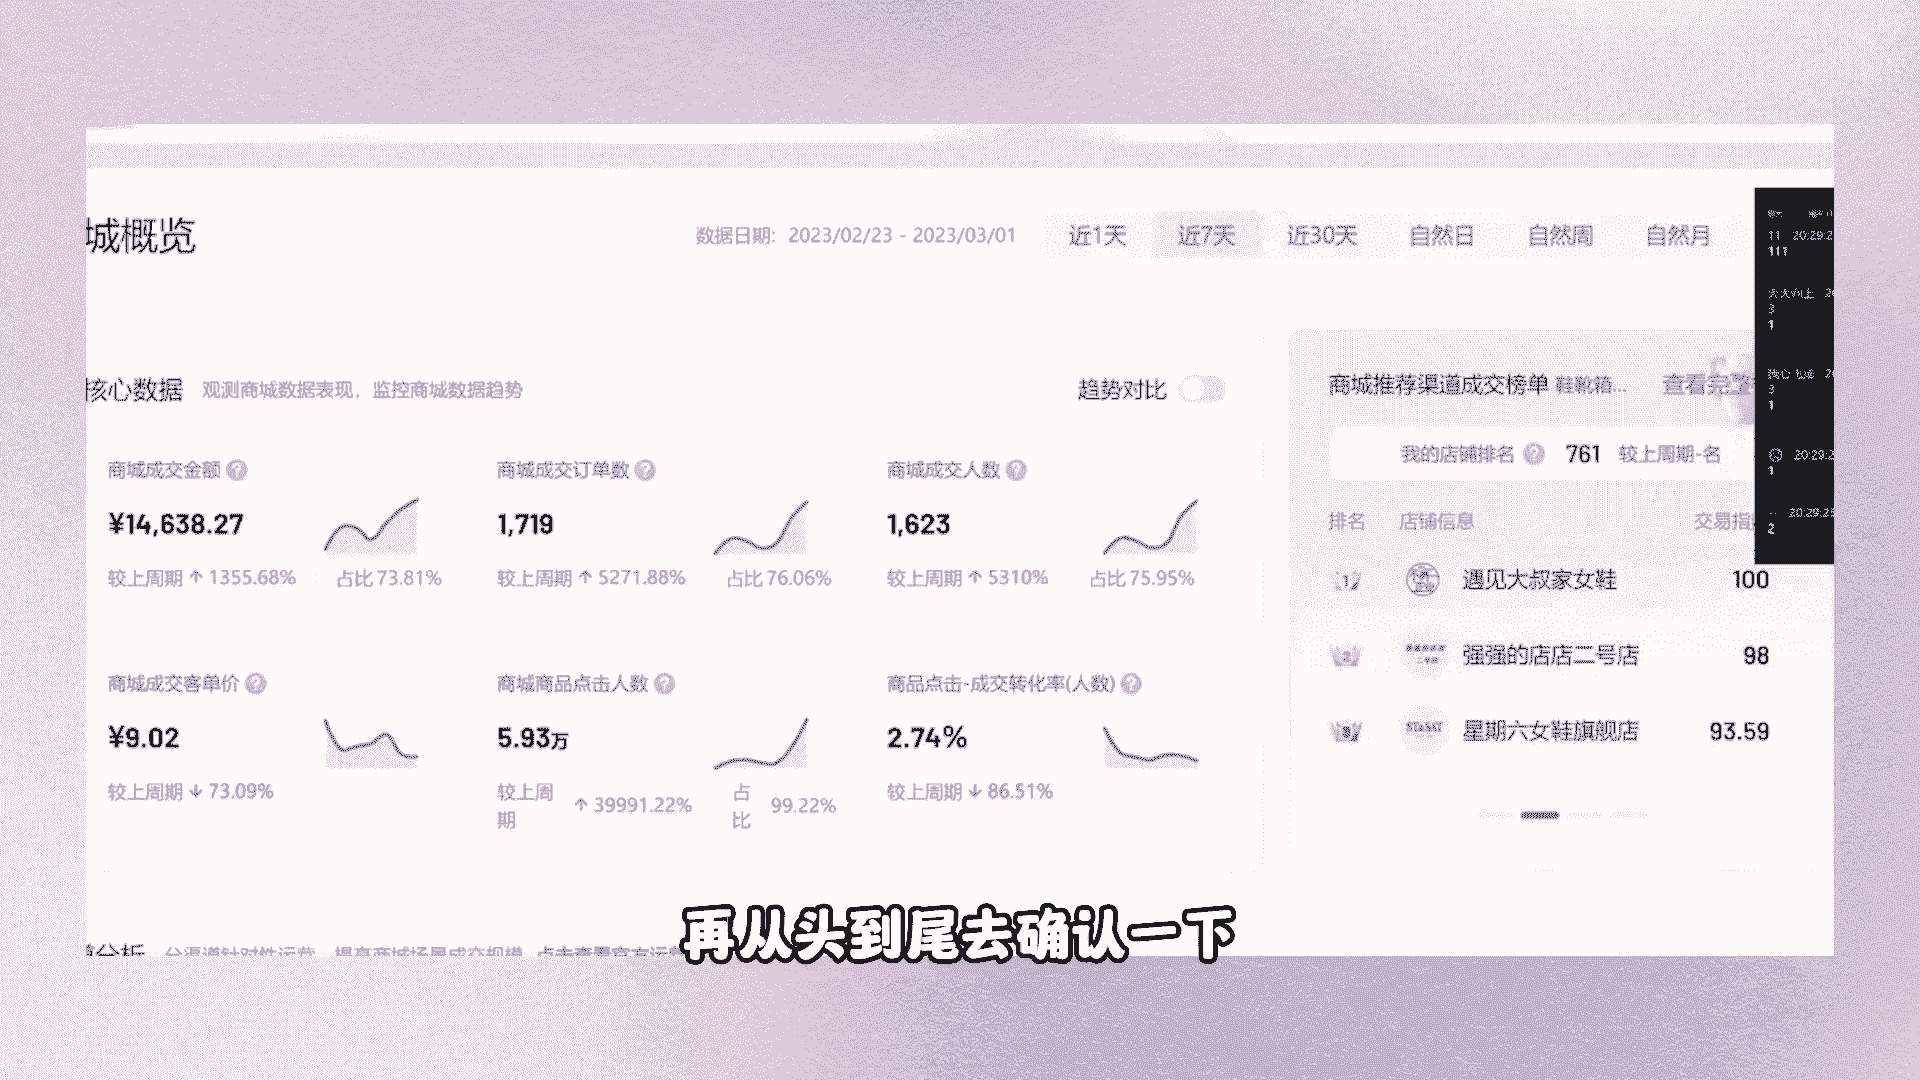 城概览
数据日期: 2023/02/23 - 2023/03/01 近1天 近7天 近30天 自然日 自然周 自然月
核心数据 观测商城数据表现，监控商城数据趋势 趋势对比
商城成交金额
¥14,638.27
较上周期 ↑ 1355.68% 占比 73.81%
商城成交订单数
1,719
较上周期 ↑ 5271.88% 占比 76.06%
商城成交人数
1,623
较上周期 ↑ 5310% 占比 75.95%
商城成交客单价
¥9.02
较上周期 ↓ 73.09%
商城商品点击人数
5.93万
较上周期 ↑ 39991.22% 占比 99.22%
商品点击-成交转化率(人数)
2.74%
较上周期 ↓ 86.51%
商城推荐渠道成交榜单 鞋靴箱... 查看完整
我的店铺排名 761 较上周期-名
排名 店铺信息 交易指
1 遇见大叔家女鞋 100
2 强强的店店二号店 98
3 星期六女鞋旗舰店 93.59
11 20:29:2
111
3
1
3
1
20:29:2
1
20:29:25
2
再从头到尾去确认一下